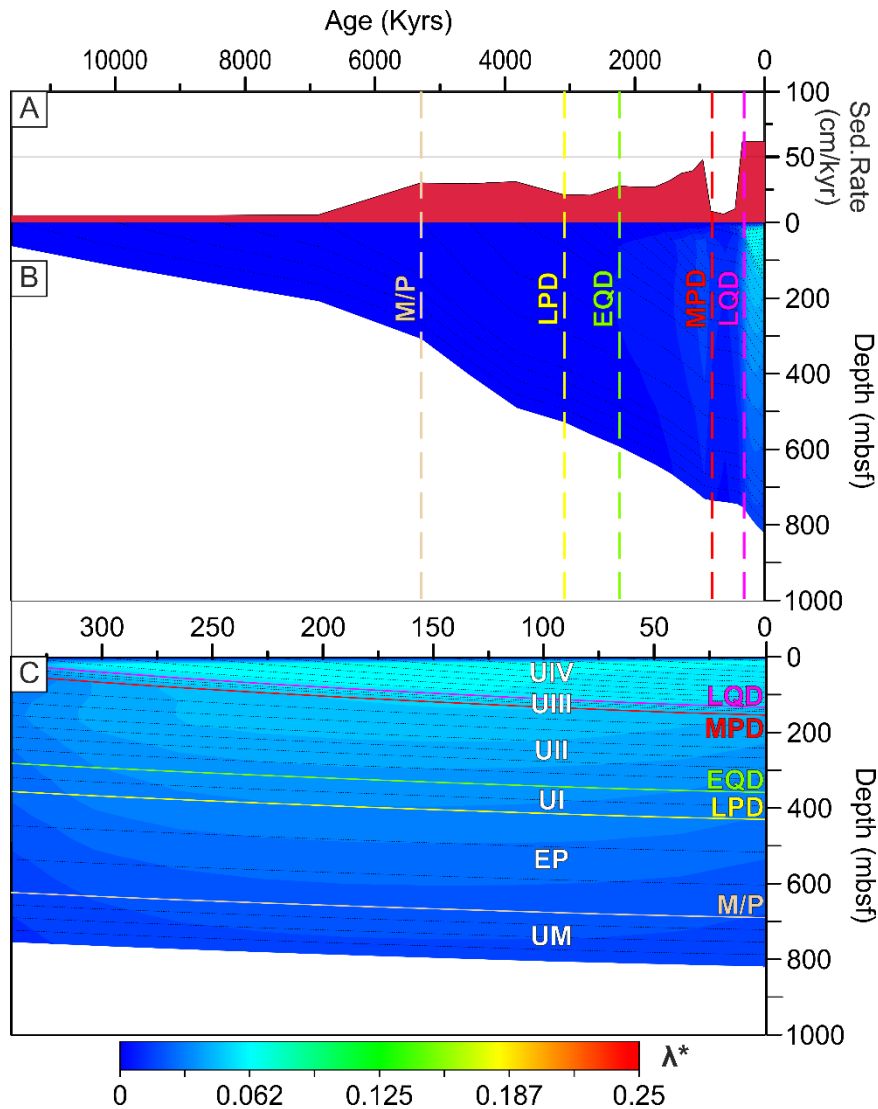 Age (Kyrs)
10000 8000 6000 4000 2000 0
A
100
50
0
Sed.Rate
(cm/kyr)
B
M/P LPD EQD MPD LQD
200
400
600
800
1000
Depth (mbsf)
300 250 200 150 100 50 0
C
0
200
400
600
800
1000
Depth (mbsf)
UIV
LQD
UIII
MPD
UII
EQD
UI
LPD
EP
M/P
UM
λ*
0 0.062 0.125 0.187 0.25